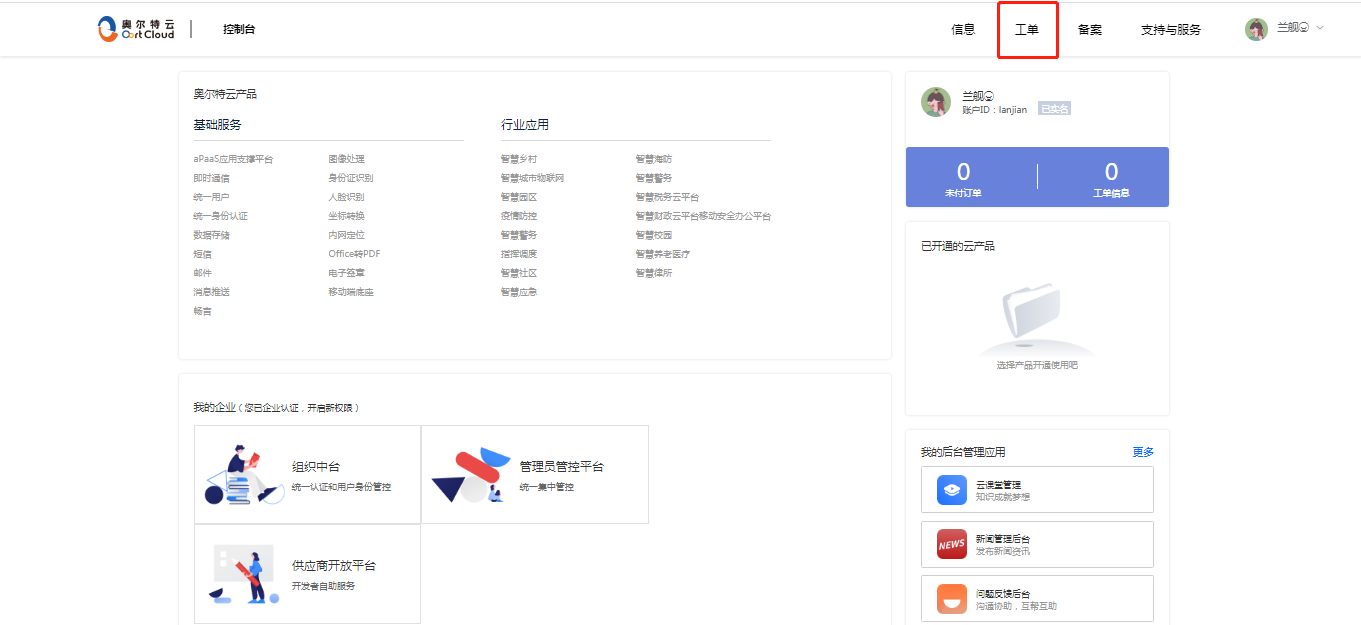 奥尔特云
Oort Cloud
控制台
信息
工单
备案
支持与服务
兰舰
奥尔特云产品
基础服务
aPaaS应用支撑平台
即时通信
统一用户
统一身份认证
数据存储
短信
邮件
消息推送
畅言
图像处理
身份证识别
人脸识别
坐标转换
内网定位
Office转PDF
电子签章
移动端底座
行业应用
智慧乡村
智慧城市物联网
智慧园区
疫情防控
智慧警务
指挥调度
智慧社区
智慧应急
智慧海防
智慧警务
智慧税务云平台
智慧财政云平台移动安全办公平台
智慧校园
智慧养老医疗
智慧律所
我的企业（您已企业认证，开启新权限）
组织中台
统一认证和用户身份管控
管理员管控平台
统一集中管控
供应商开放平台
开发者自助服务
兰舰
账户ID：lanjian
已实名
0
未付订单
0
工单信息
已开通的云产品
选择产品开通使用吧
我的后台管理应用
更多
云课堂管理
知识成就梦想
NEWS
新闻管理后台
发布新闻资讯
问题反馈后台
沟通协助，互帮互助